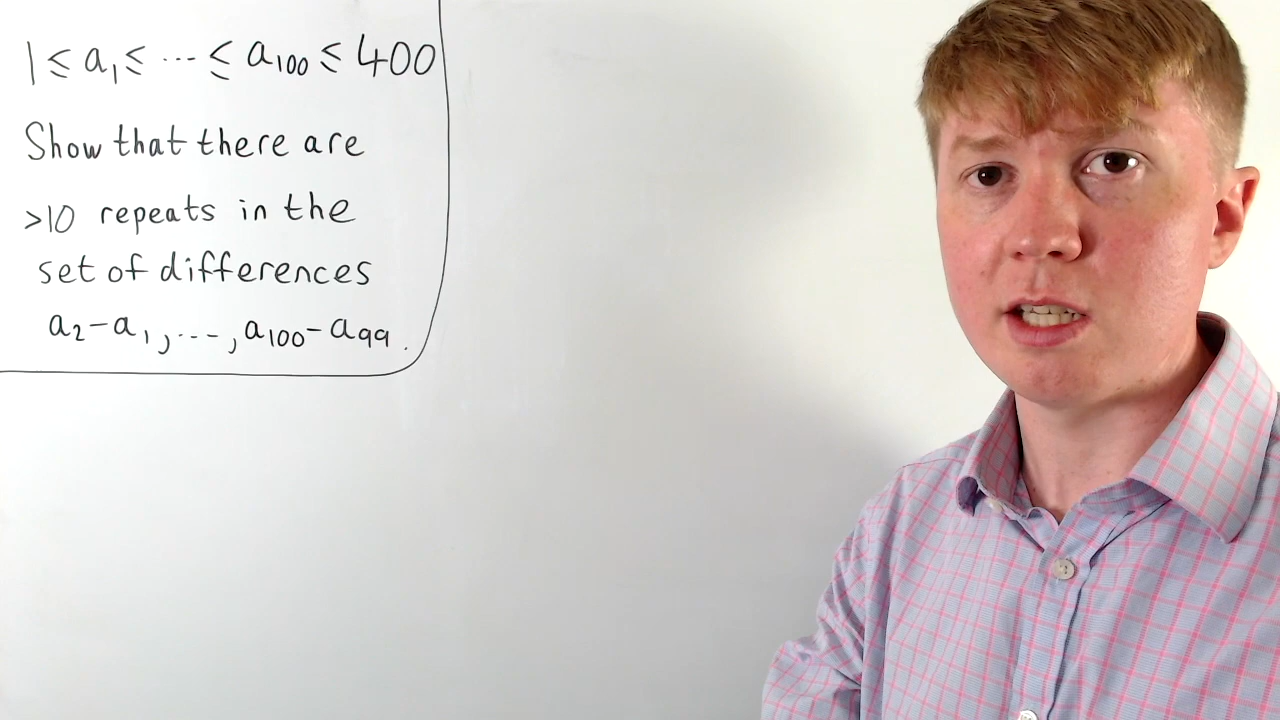 1 ≤ a₁ ≤ ··· ≤ a₁₀₀ ≤ 400
Show that there are
>10 repeats in the
set of differences
a₂-a₁, ···, a₁₀₀-a₉₉.